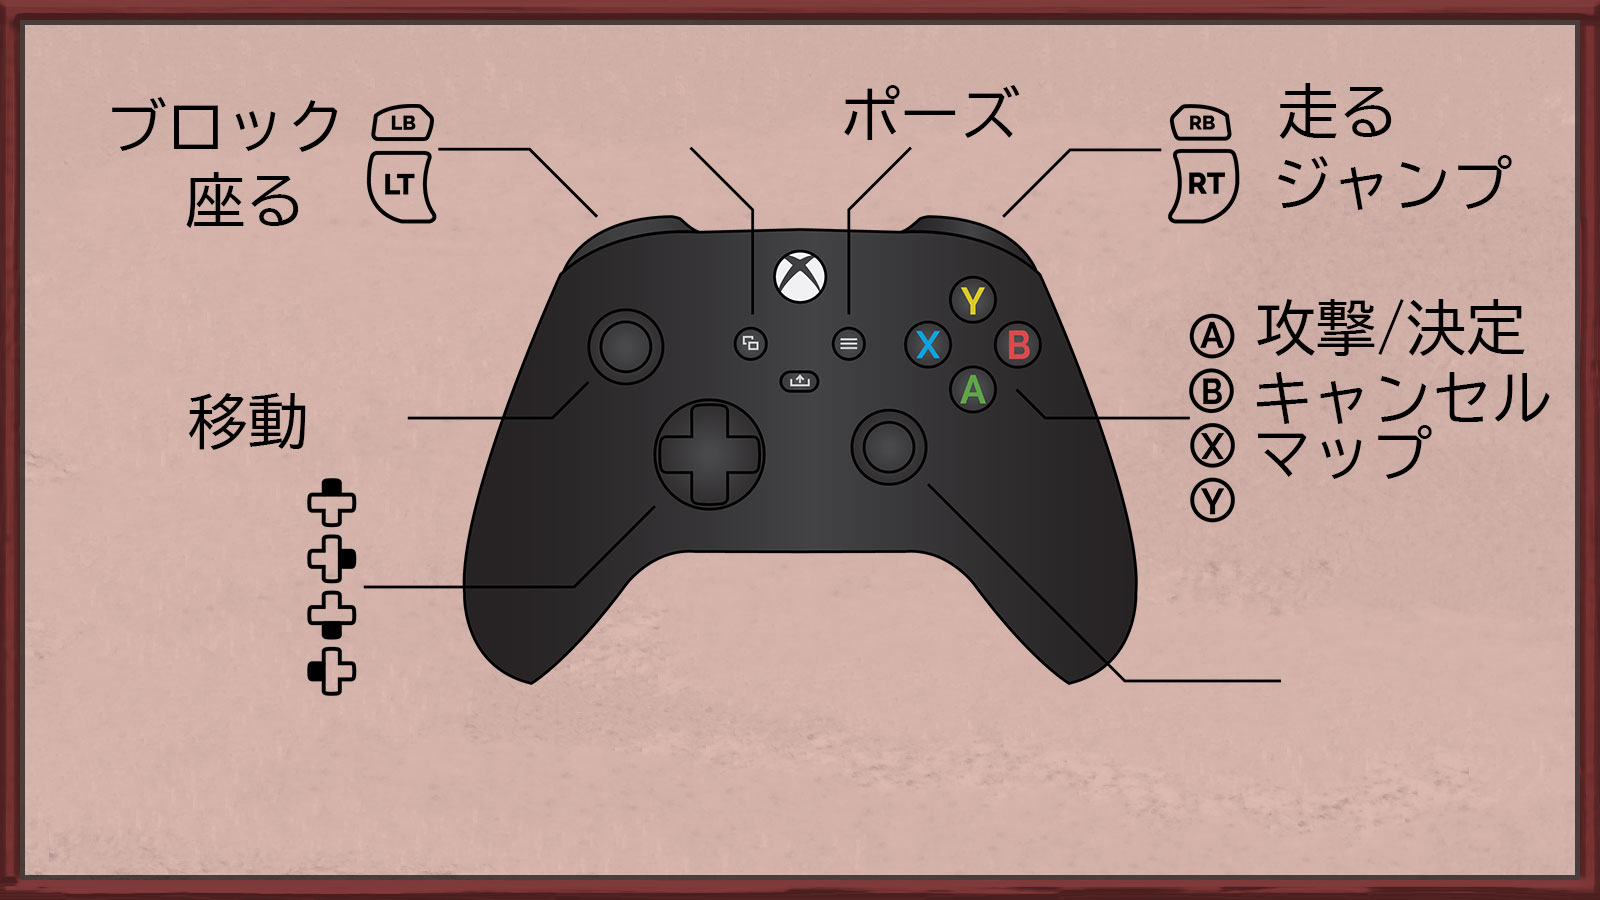 ブロック LB
座る LT
ポーズ
RB 走る
RT ジャンプ
Y
X
B
A
移動
A 攻撃/決定
B キャンセル
X マップ
Y